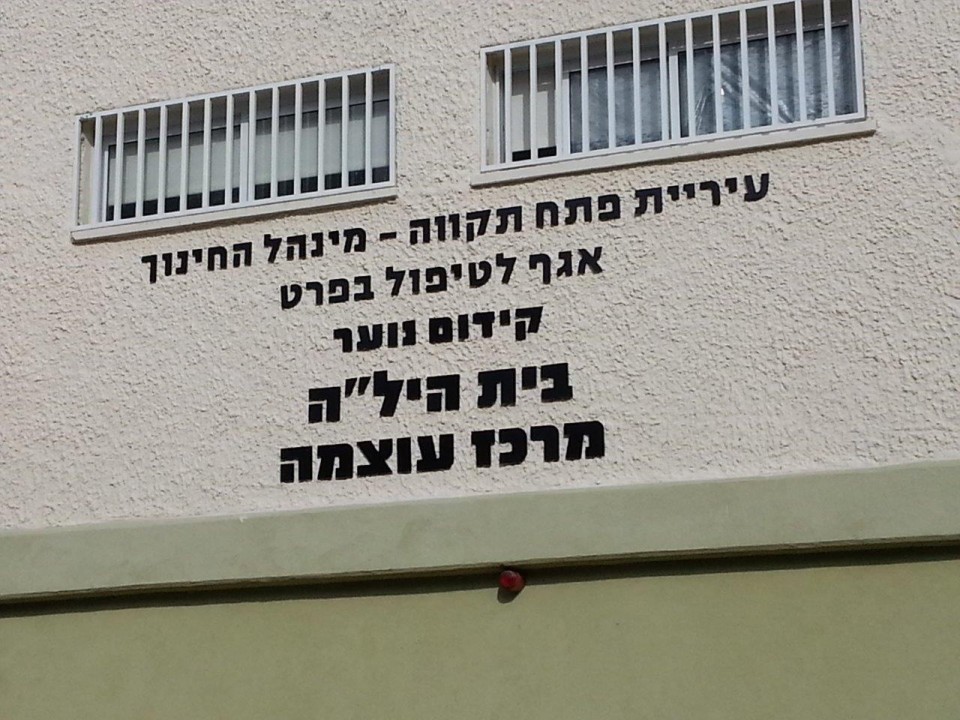 עיריית פתח תקווה - מינהל החינוך
אגף לטיפול בפרט
קידום נוער
בית היל"ה
מרכז עוצמה